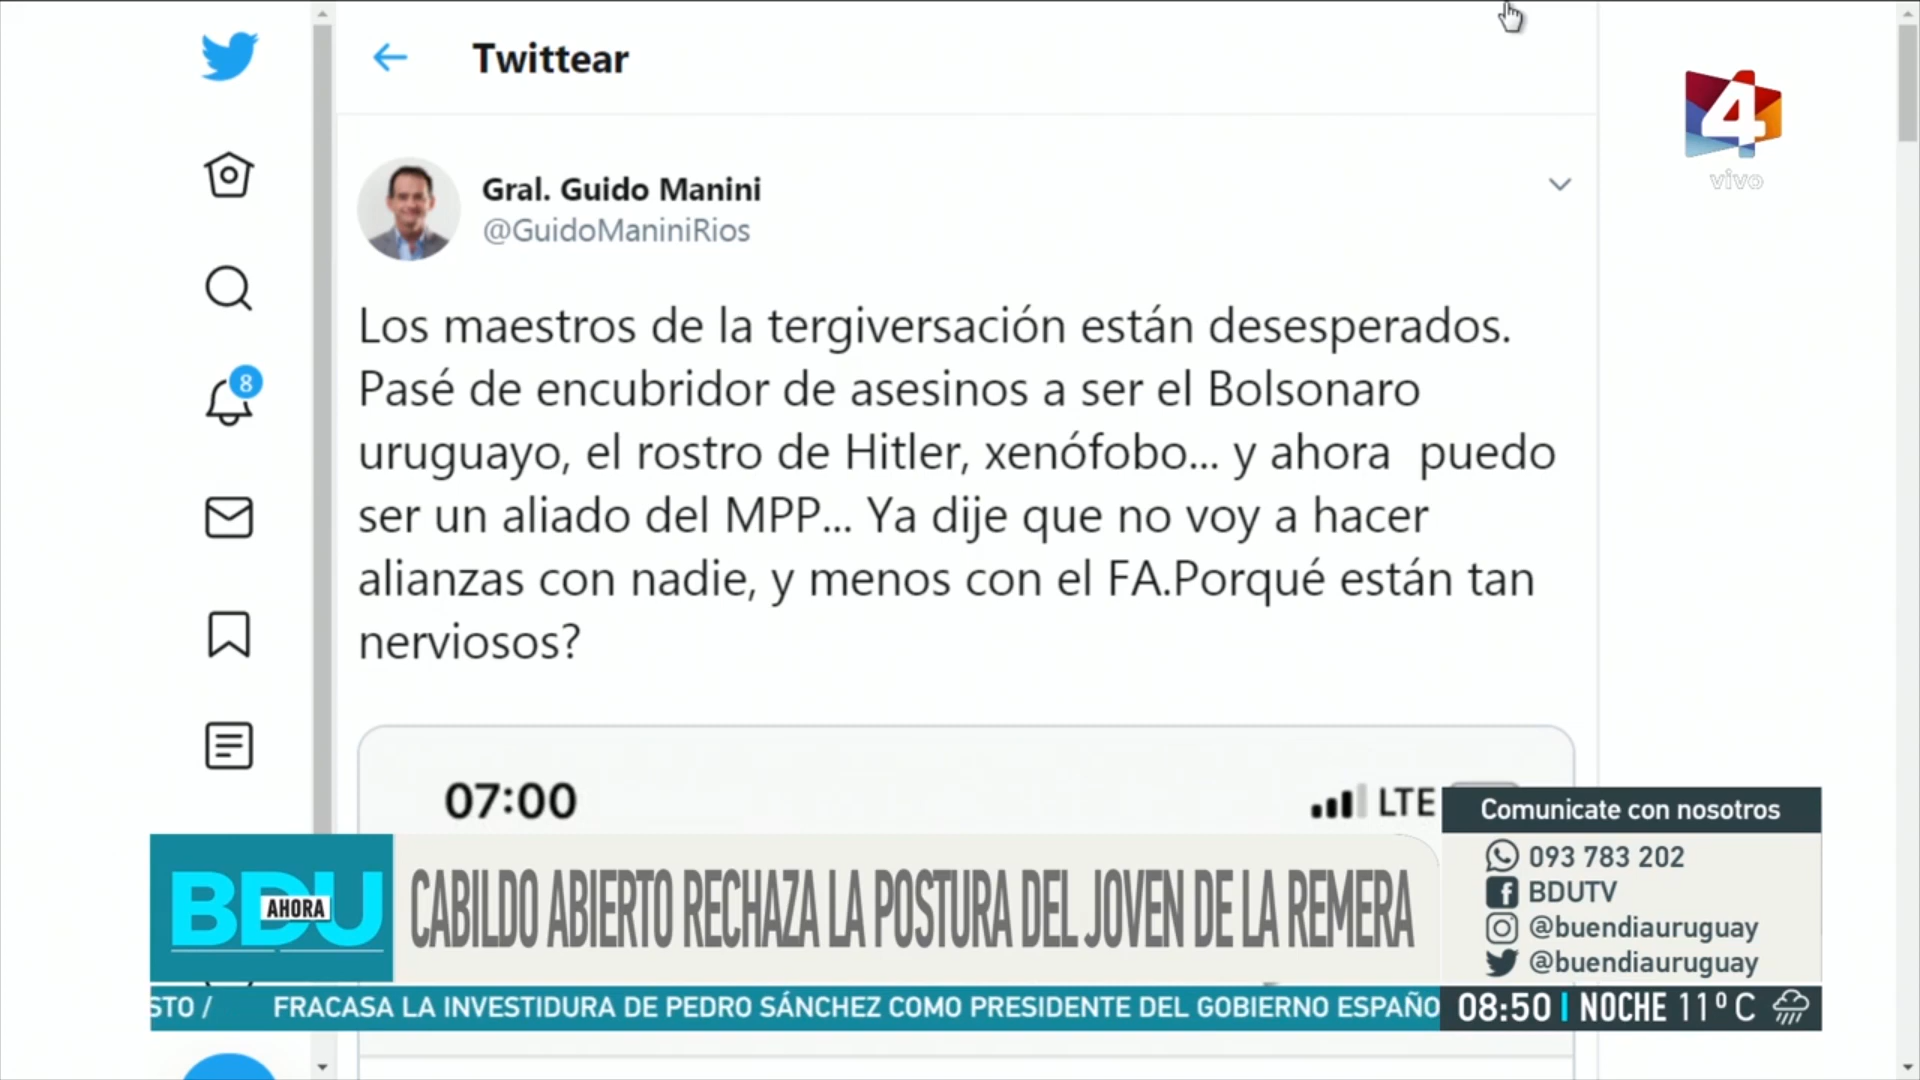 Twittear
4
vivo
Gral. Guido Manini
@GuidoManiniRios
8
Los maestros de la tergiversación están desesperados.
Pasé de encubridor de asesinos a ser el Bolsonaro
uruguayo, el rostro de Hitler, xenófobo... y ahora puedo
ser un aliado del MPP... Ya dije que no voy a hacer
alianzas con nadie, y menos con el FA.Porqué están tan
nerviosos?
07:00
LTE
Comunicate con nosotros
093 783 202
BDUTV
@buendiauruguay
@buendiauruguay
BDU
AHORA
CABILDO ABIERTO RECHAZA LA POSTURA DEL JOVEN DE LA REMERA
STO / FRACASA LA INVESTIDURA DE PEDRO SÁNCHEZ COMO PRESIDENTE DEL GOBIERNO ESPAÑO
08:50 | NOCHE 11º C